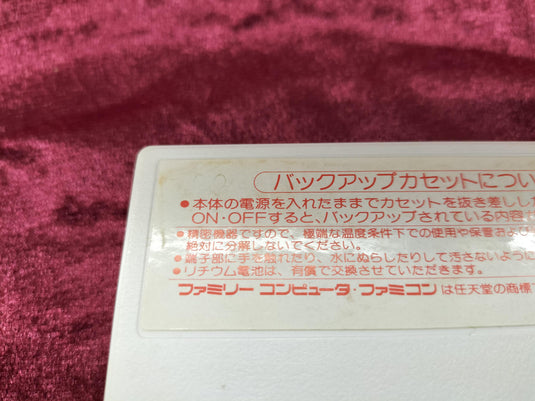 バックアップカセットについ
●本体の電源を入れたままでカセットを抜き差しした
ON・OFFすると、バックアップされている内容
●精密機器ですので、極端な温度条件下での使用や保管および
絶対に分解しないでください。
●端子部に手を触れたり、水にぬらしたりして汚さないように
●リチウム電池は、有償で交換させていただきます。
ファミリー コンピュータ・ファミコン は任天堂の商標